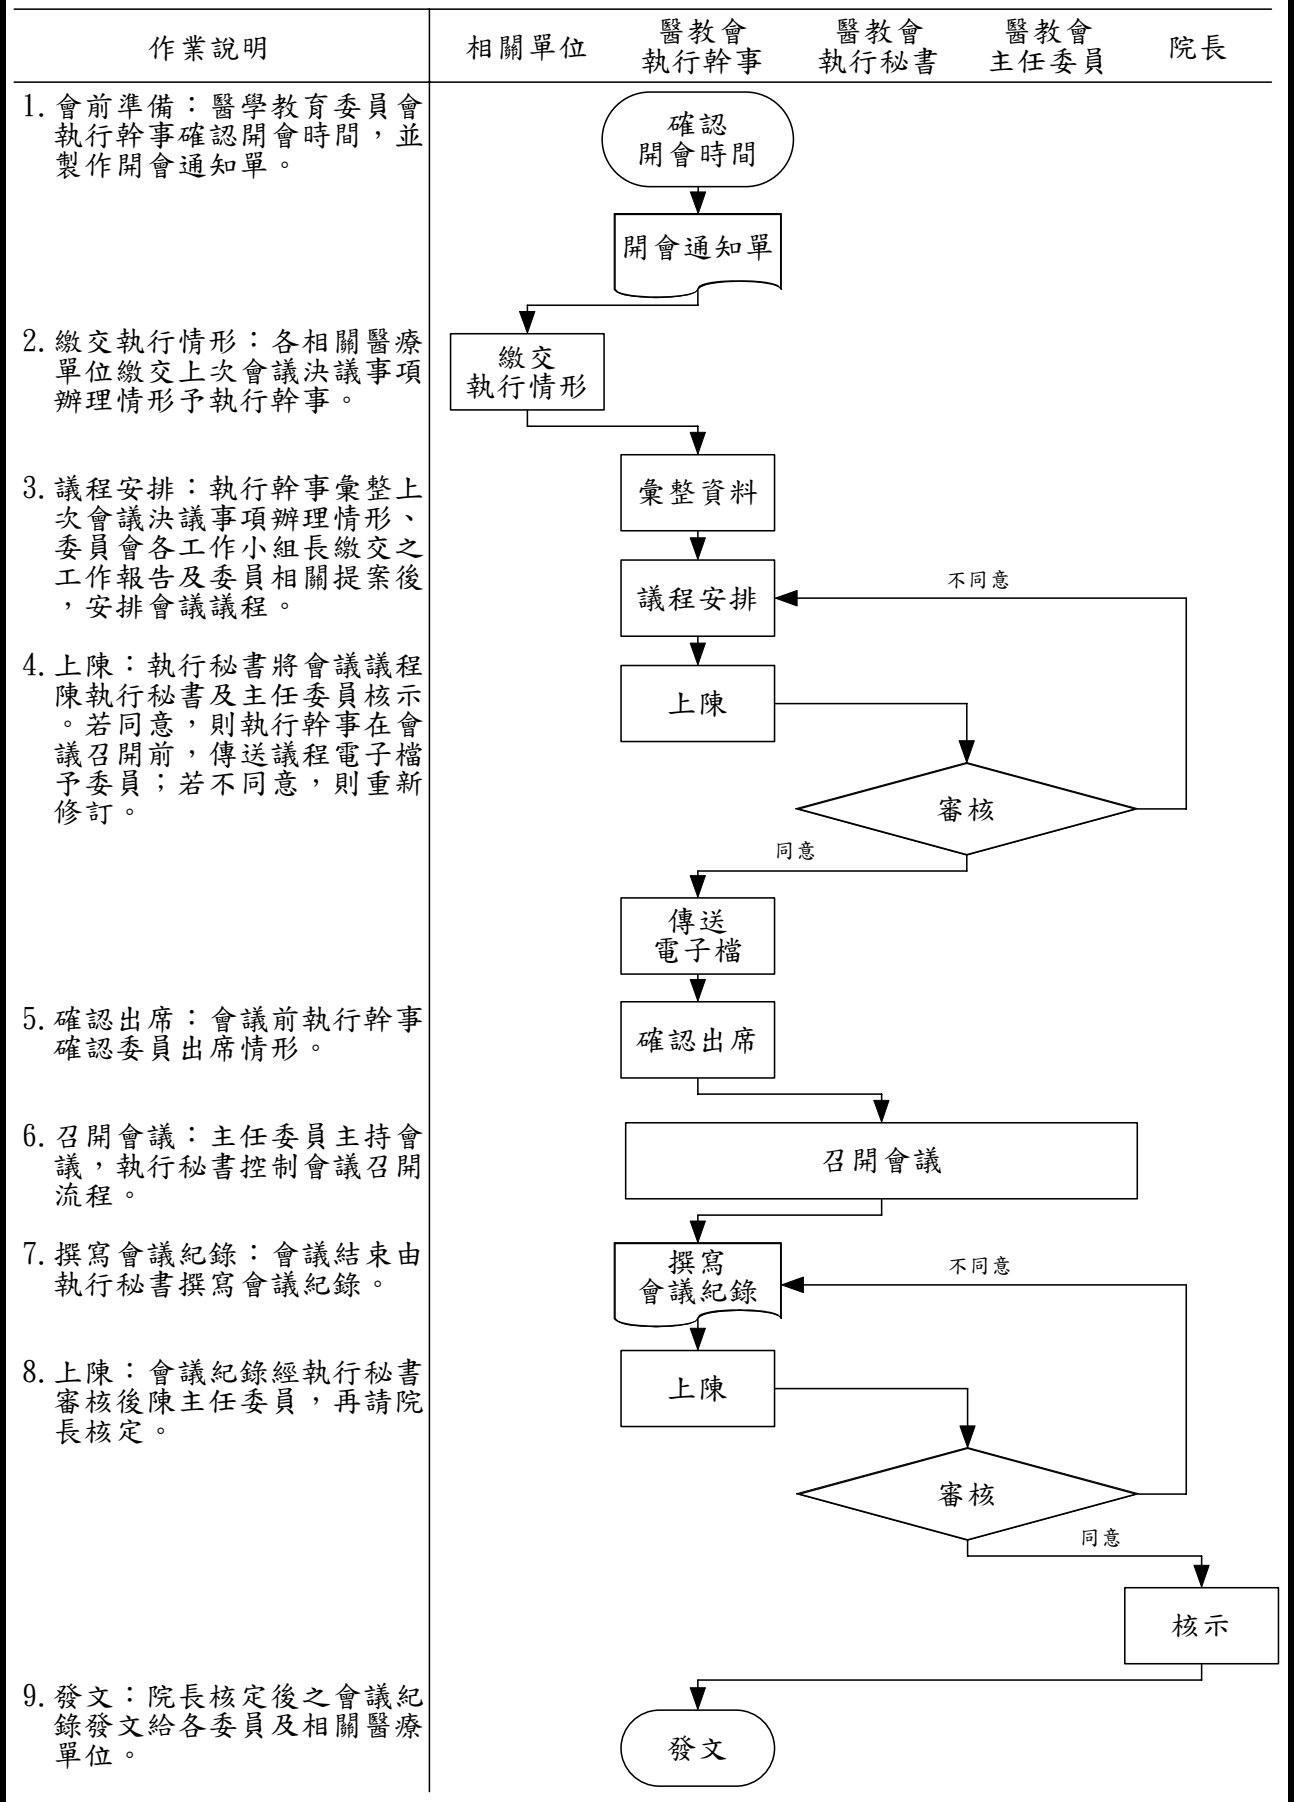 作業說明
相關單位
醫教會
執行幹事
醫教會
執行秘書
醫教會
主任委員
院長
1.會前準備：醫學教育委員會
執行幹事確認開會時間，並
製作開會通知單。
確認
開會時間
開會通知單
2.繳交執行情形：各相關醫療
單位繳交上次會議決議事項
辦理情形予執行幹事。
繳交
執行情形
3.議程安排：執行幹事彙整上
次會議決議事項辦理情形、
委員會各工作小組長繳交之
工作報告及委員相關提案後
，安排會議議程。
彙整資料
議程安排
不同意
4.上陳：執行秘書將會議議程
陳執行秘書及主任委員核示
。若同意，則執行幹事在會
議召開前，傳送議程電子檔
予委員；若不同意，則重新
修訂。
上陳
審核
同意
傳送
電子檔
5.確認出席：會議前執行幹事
確認委員出席情形。
確認出席
6.召開會議：主任委員主持會
議，執行秘書控制會議召開
流程。
召開會議
7.撰寫會議紀錄：會議結束由
執行秘書撰寫會議紀錄。
撰寫
會議紀錄
不同意
8.上陳：會議紀錄經執行秘書
審核後陳主任委員，再請院
長核定。
上陳
審核
同意
核示
9.發文：院長核定後之會議紀
錄發文給各委員及相關醫療
單位。
發文